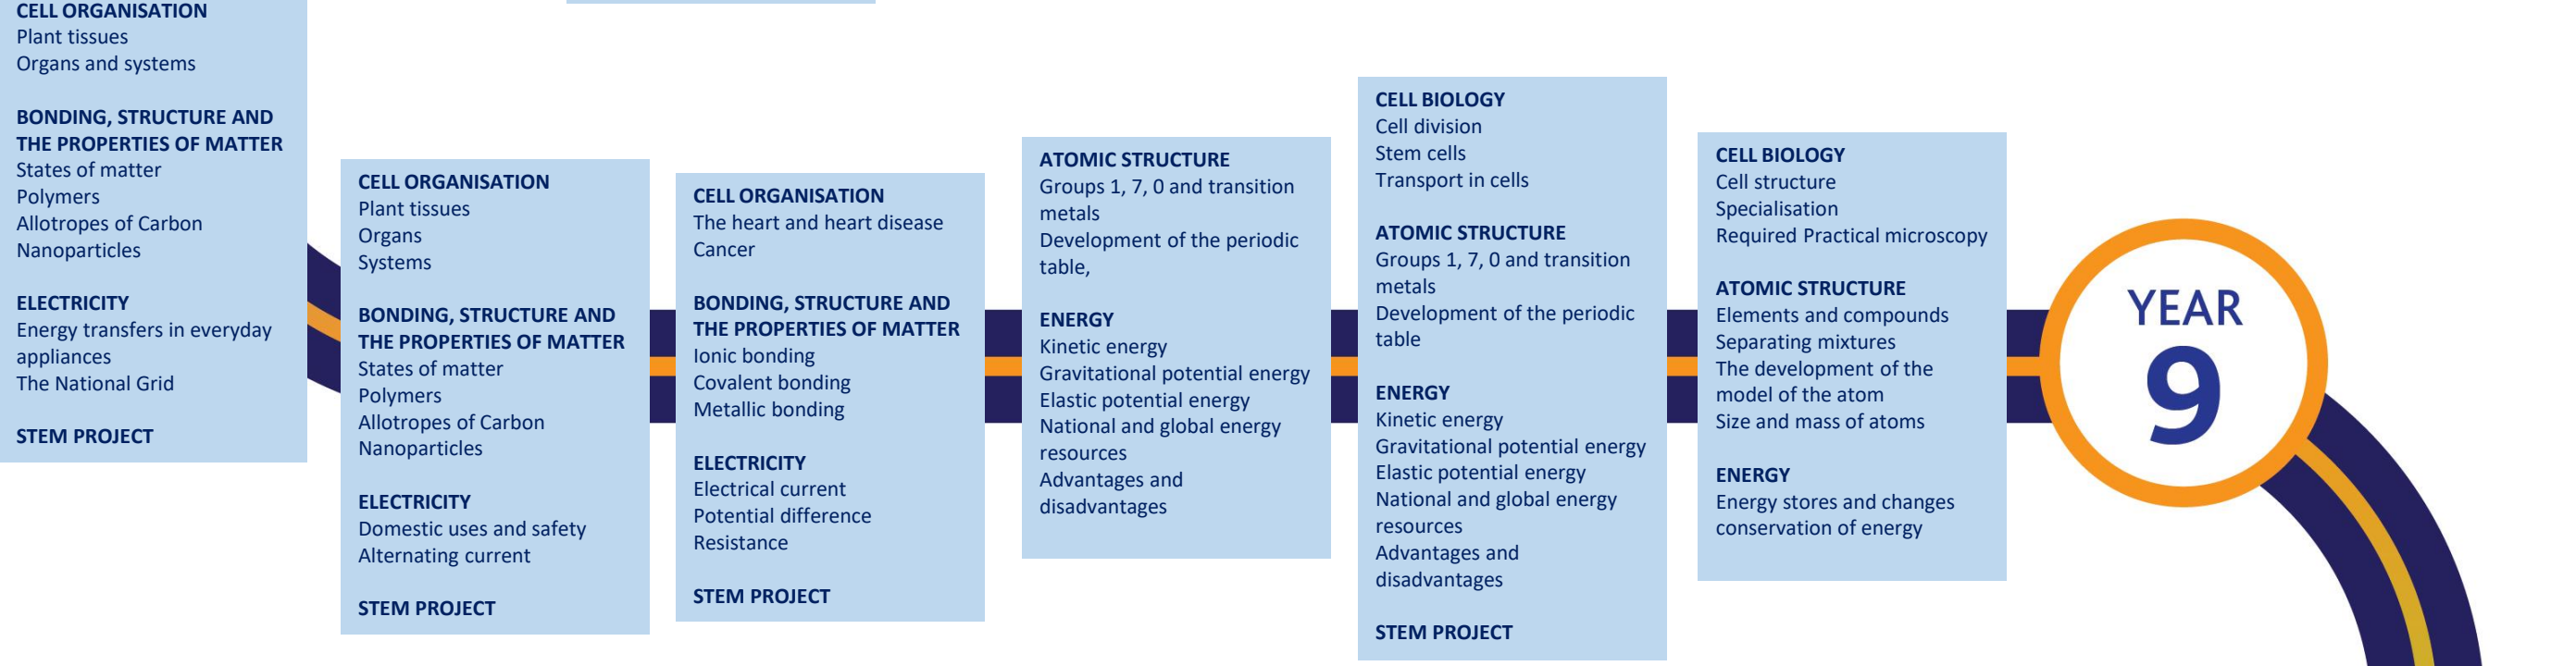 CELL ORGANISATION
Plant tissues
Organs and systems
BONDING, STRUCTURE AND
THE PROPERTIES OF MATTER
States of matter
Polymers
Allotropes of Carbon
Nanoparticles
ELECTRICITY
Energy transfers in everyday
appliances
The National Grid
STEM PROJECT
CELL ORGANISATION
Plant tissues
Organs
Systems
BONDING, STRUCTURE AND
THE PROPERTIES OF MATTER
States of matter
Polymers
Allotropes of Carbon
Nanoparticles
ELECTRICITY
Domestic uses and safety
Alternating current
STEM PROJECT
CELL ORGANISATION
The heart and heart disease
Cancer
BONDING, STRUCTURE AND
THE PROPERTIES OF MATTER
Ionic bonding
Covalent bonding
Metallic bonding
ELECTRICITY
Electrical current
Potential difference
Resistance
STEM PROJECT
ATOMIC STRUCTURE
Groups 1, 7, 0 and transition
metals
Development of the periodic
table,
ENERGY
Kinetic energy
Gravitational potential energy
Elastic potential energy
National and global energy
resources
Advantages and
disadvantages
CELL BIOLOGY
Cell division
Stem cells
Transport in cells
ATOMIC STRUCTURE
Groups 1, 7, 0 and transition
metals
Development of the periodic
table
ENERGY
Kinetic energy
Gravitational potential energy
Elastic potential energy
National and global energy
resources
Advantages and
disadvantages
STEM PROJECT
CELL BIOLOGY
Cell structure
Specialisation
Required Practical microscopy
ATOMIC STRUCTURE
Elements and compounds
Separating mixtures
The development of the
model of the atom
Size and mass of atoms
ENERGY
Energy stores and changes
conservation of energy
YEAR
9